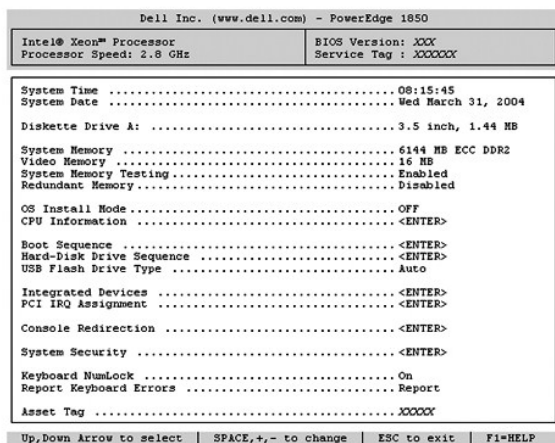 Dell Inc. (www.dell.com) - PowerEdge 1850
Intel® Xeon™ Processor
Processor Speed: 2.8 GHz
BIOS Version: XXX
Service Tag : XXXXXX
System Time .................................. 08:15:45
System Date .................................. Wed March 31, 2004
Diskette Drive A: ............................ 3.5 inch, 1.44 MB
System Memory ................................ 6144 MB ECC DDR2
Video Memory ................................. 16 MB
System Memory Testing......................... Enabled
Redundant Memory.............................. Disabled
OS Install Mode............................... OFF
CPU Information .............................. <ENTER>
Boot Sequence ................................ <ENTER>
Hard-Disk Drive Sequence ..................... <ENTER>
USB Flash Drive Type ......................... Auto
Integrated Devices ........................... <ENTER>
PCI IRQ Assignment ........................... <ENTER>
Console Redirection .......................... <ENTER>
System Security .............................. <ENTER>
Keyboard NumLock ............................. On
Report Keyboard Errors ....................... Report
Asset Tag .................................... XXXXX
Up,Down Arrow to select | SPACE,+,- to change | ESC to exit | F1=HELP